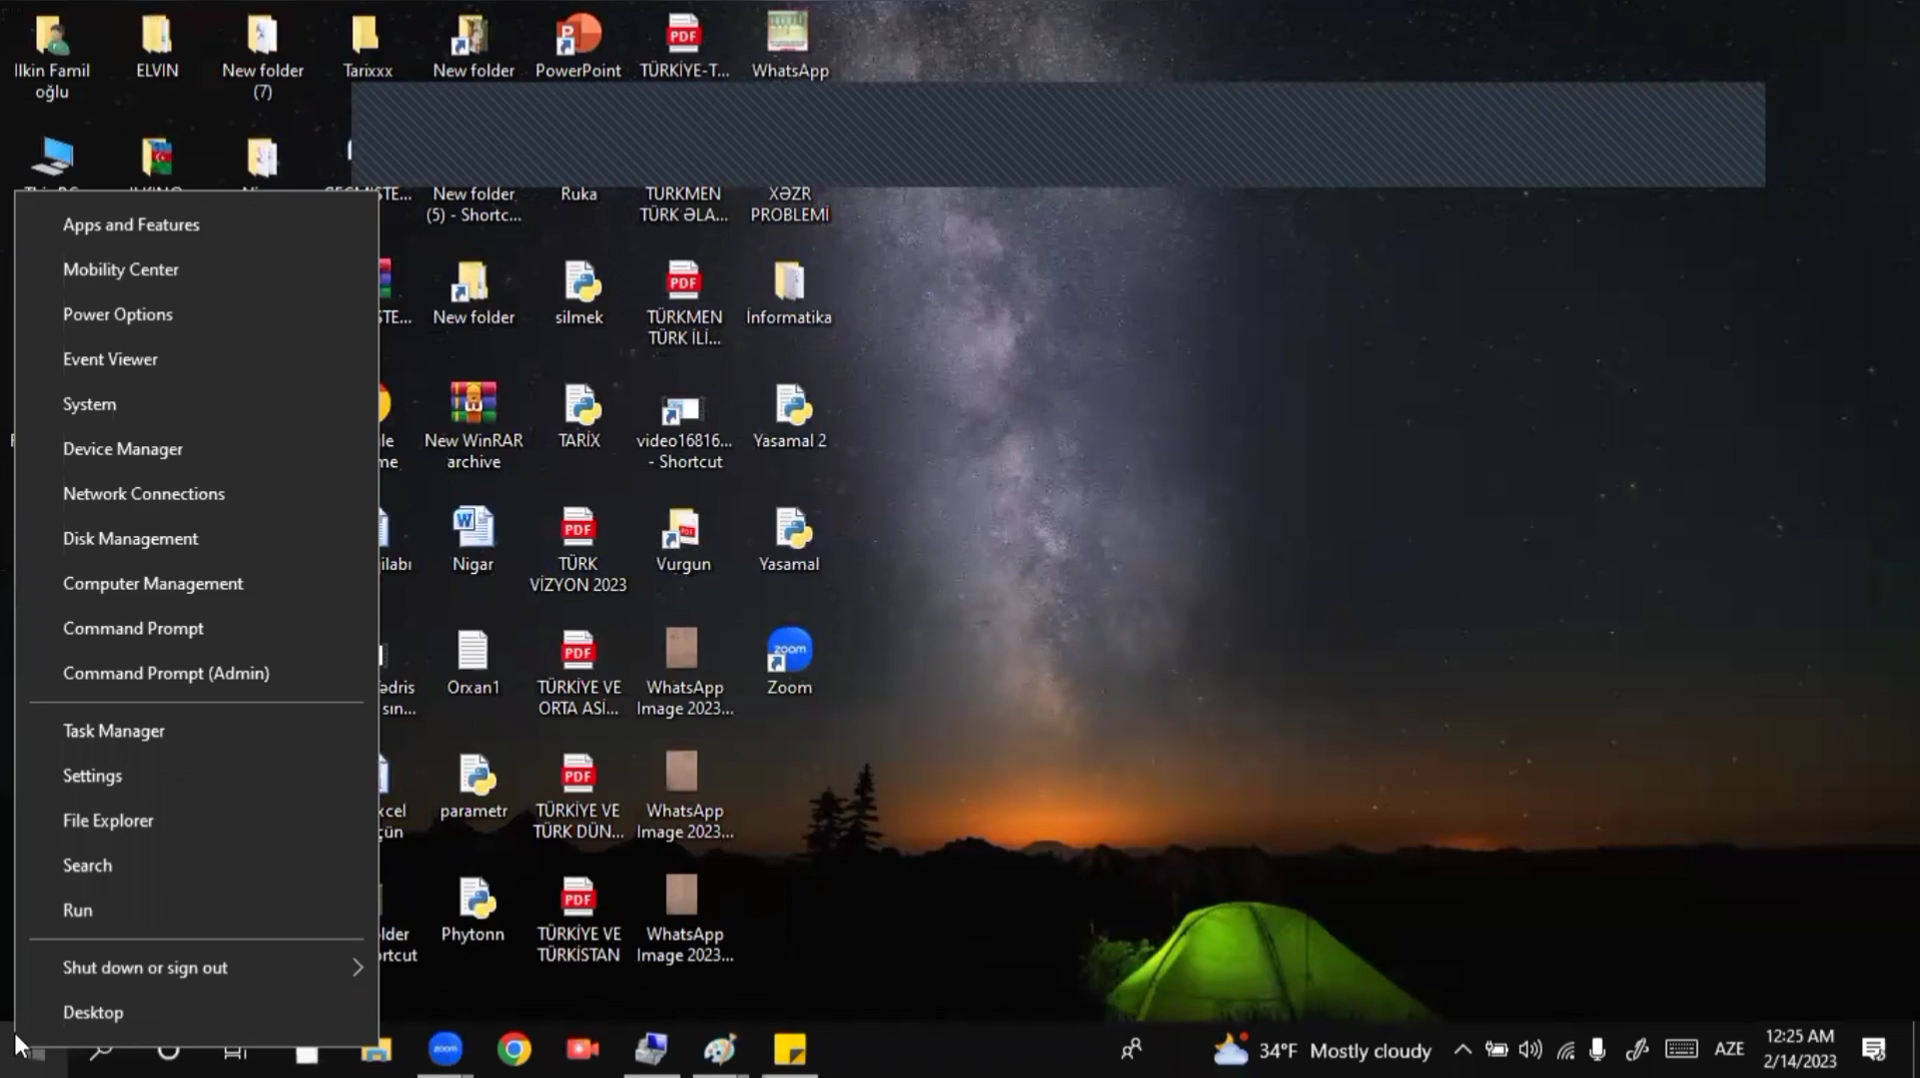 Ilkin Famil
oğlu
ELVIN
New folder
(7)
Tarixxx
New folder
PowerPoint
TÜRKİYE-T...
WhatsApp
New folder
(5) - Shortc...
Ruka
TÜRKMEN
TÜRK ƏLA...
XƏZR
PROBLEMİ
Apps and Features
Mobility Center
Power Options
Event Viewer
System
Device Manager
Network Connections
Disk Management
Computer Management
Command Prompt
Command Prompt (Admin)
Task Manager
Settings
File Explorer
Search
Run
Shut down or sign out
Desktop
New folder
silmek
TÜRKMEN
TÜRK İLİ...
İnformatika
New WinRAR
archive
TARİX
video16816...
- Shortcut
Yasamal 2
Nigar
TÜRK
VİZYON 2023
Vurgun
Yasamal
Orxan1
TÜRKİYE VE
ORTA ASİ...
WhatsApp
Image 2023...
zoom
Zoom
parametr
TÜRKİYE VE
TÜRK DÜN...
WhatsApp
Image 2023...
Phytonn
TÜRKİYE VE
TÜRKİSTAN
WhatsApp
Image 2023...
34°F Mostly cloudy
AZE
12:25 AM
2/14/2023